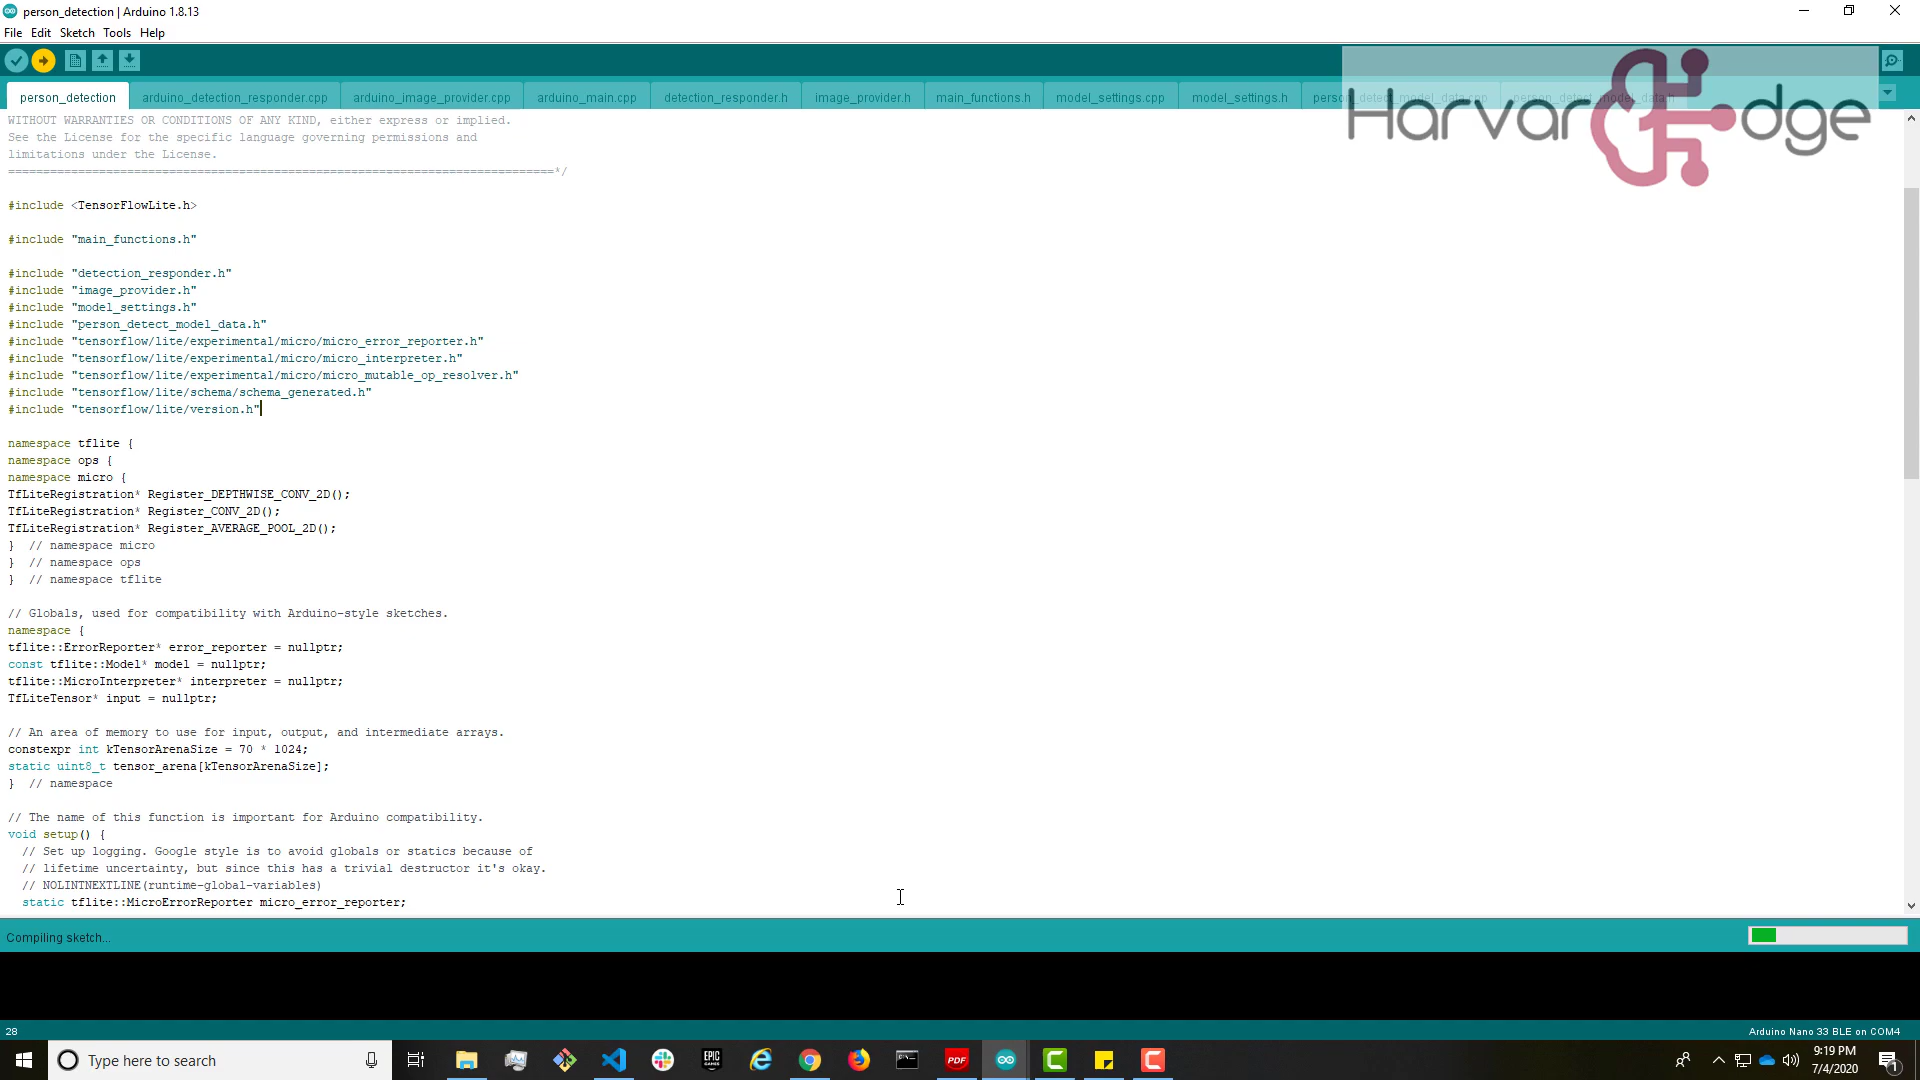 person_detection | Arduino 1.8.13
File Edit Sketch Tools Help
person_detection arduino_detection_responder.cpp arduino_image_provider.cpp arduino_main.cpp detection_responder.h image_provider.h main_functions.h model_settings.cpp model_settings.h person_detect_model_data.cpp person_detect_model_data.h
Harvard Edge
WITHOUT WARRANTIES OR CONDITIONS OF ANY KIND, either express or implied.
See the License for the specific language governing permissions and
limitations under the License.
==============================================================================*/
#include <TensorFlowLite.h>
#include "main_functions.h"
#include "detection_responder.h"
#include "image_provider.h"
#include "model_settings.h"
#include "person_detect_model_data.h"
#include "tensorflow/lite/experimental/micro/micro_error_reporter.h"
#include "tensorflow/lite/experimental/micro/micro_interpreter.h"
#include "tensorflow/lite/experimental/micro/micro_mutable_op_resolver.h"
#include "tensorflow/lite/schema/schema_generated.h"
#include "tensorflow/lite/version.h"
namespace tflite {
namespace ops {
namespace micro {
TfLiteRegistration* Register_DEPTHWISE_CONV_2D();
TfLiteRegistration* Register_CONV_2D();
TfLiteRegistration* Register_AVERAGE_POOL_2D();
}  // namespace micro
}  // namespace ops
}  // namespace tflite
// Globals, used for compatibility with Arduino-style sketches.
namespace {
tflite::ErrorReporter* error_reporter = nullptr;
const tflite::Model* model = nullptr;
tflite::MicroInterpreter* interpreter = nullptr;
TfLiteTensor* input = nullptr;
// An area of memory to use for input, output, and intermediate arrays.
constexpr int kTensorArenaSize = 70 * 1024;
static uint8_t tensor_arena[kTensorArenaSize];
}  // namespace
// The name of this function is important for Arduino compatibility.
void setup() {
  // Set up logging. Google style is to avoid globals or statics because of
  // lifetime uncertainty, but since this has a trivial destructor it's okay.
  // NOLINTNEXTLINE(runtime-global-variables)
  static tflite::MicroErrorReporter micro_error_reporter;
Compiling sketch...
28
Arduino Nano 33 BLE on COM4
Type here to search
EPIC GAMES
PDF
9:19 PM
7/4/2020
1